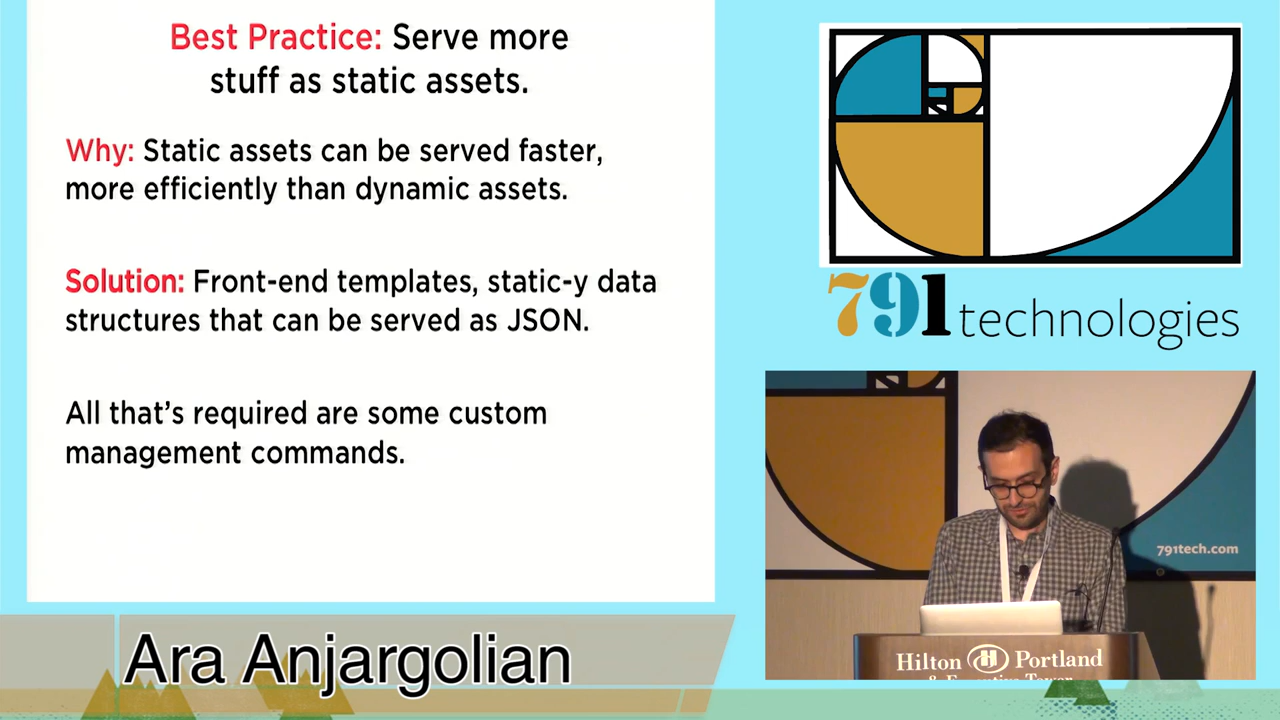 Best Practice: Serve more
stuff as static assets.
Why: Static assets can be served faster,
more efficiently than dynamic assets.
Solution: Front-end templates, static-y data
structures that can be served as JSON.
All that's required are some custom
management commands.
791 technologies
791tech.com
Hilton H Portland
& Executive Tower
Ara Anjargolian